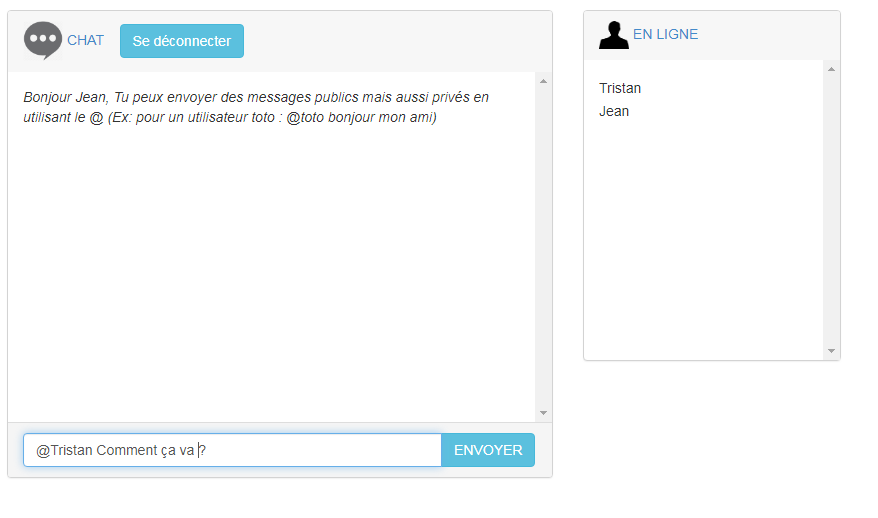 CHAT
Se déconnecter
Bonjour Jean, Tu peux envoyer des messages publics mais aussi privés en
utilisant le @ (Ex: pour un utilisateur toto : @toto bonjour mon ami)
@Tristan Comment ça va ?
ENVOYER
EN LIGNE
Tristan
Jean